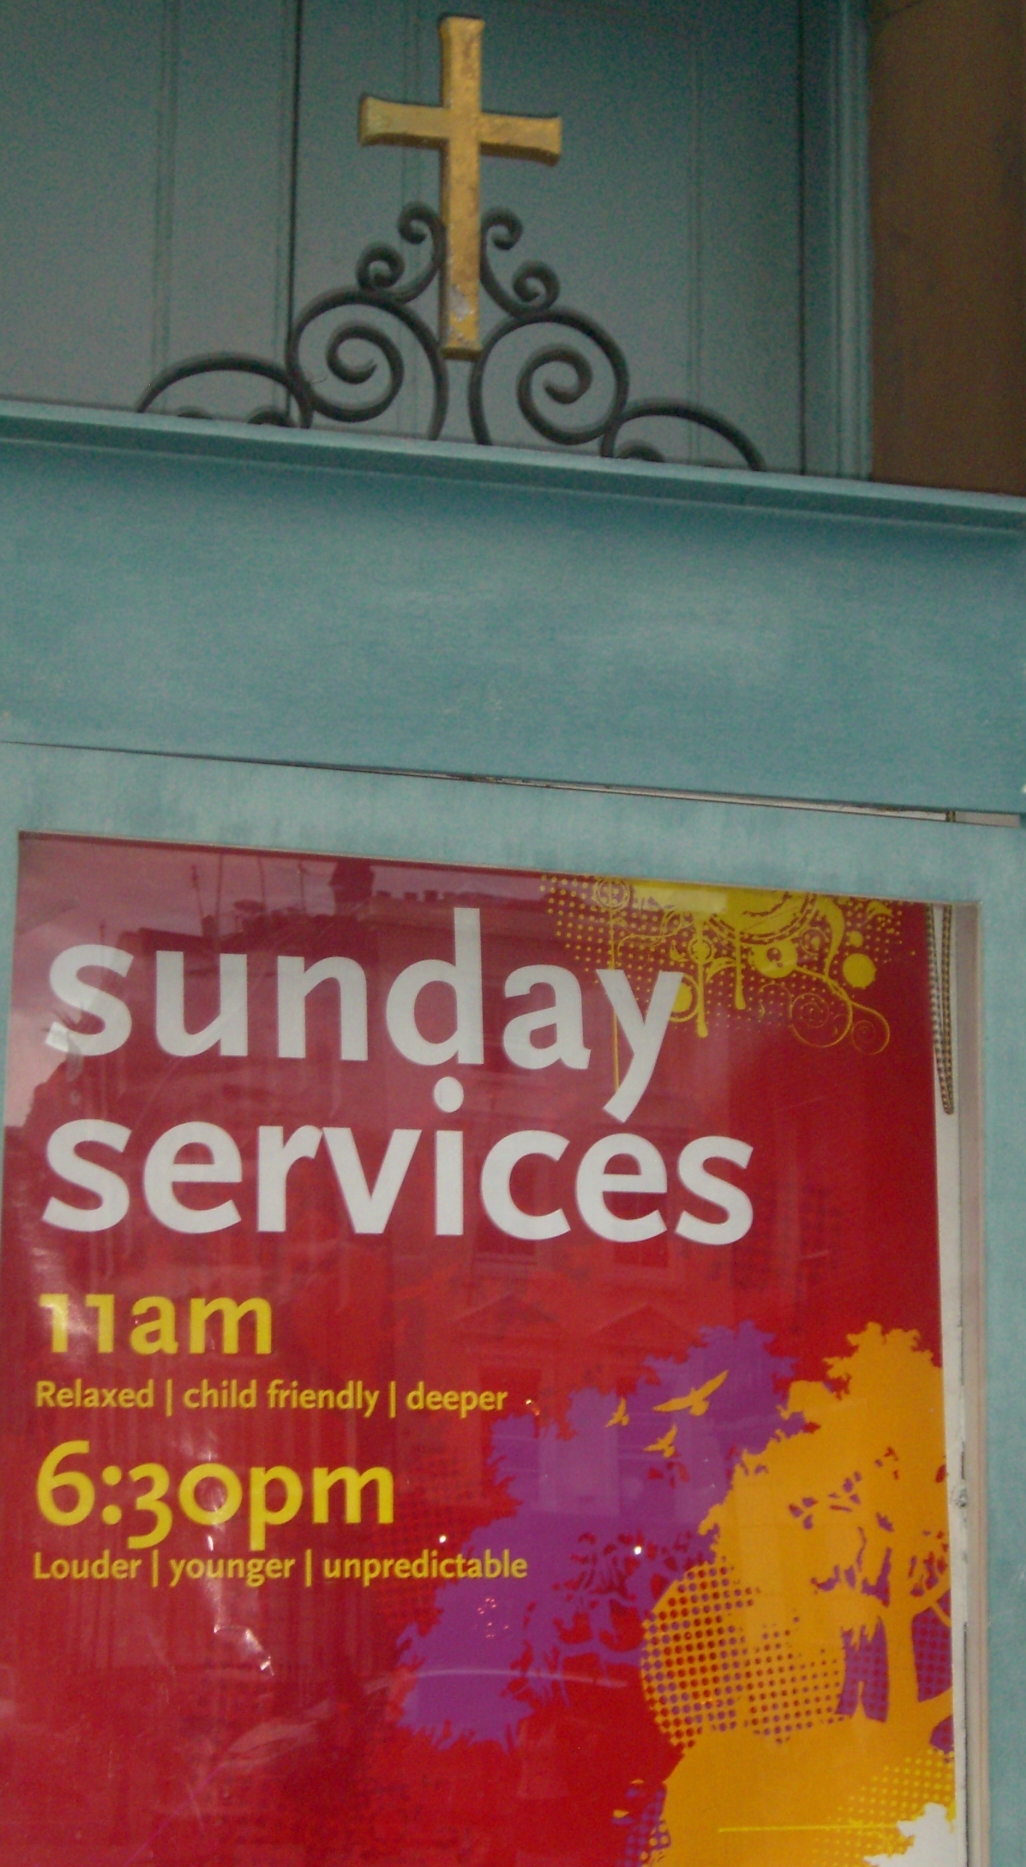 sunday
services
11am
Relaxed | child friendly | deeper
6:30pm
Louder | younger | unpredictable